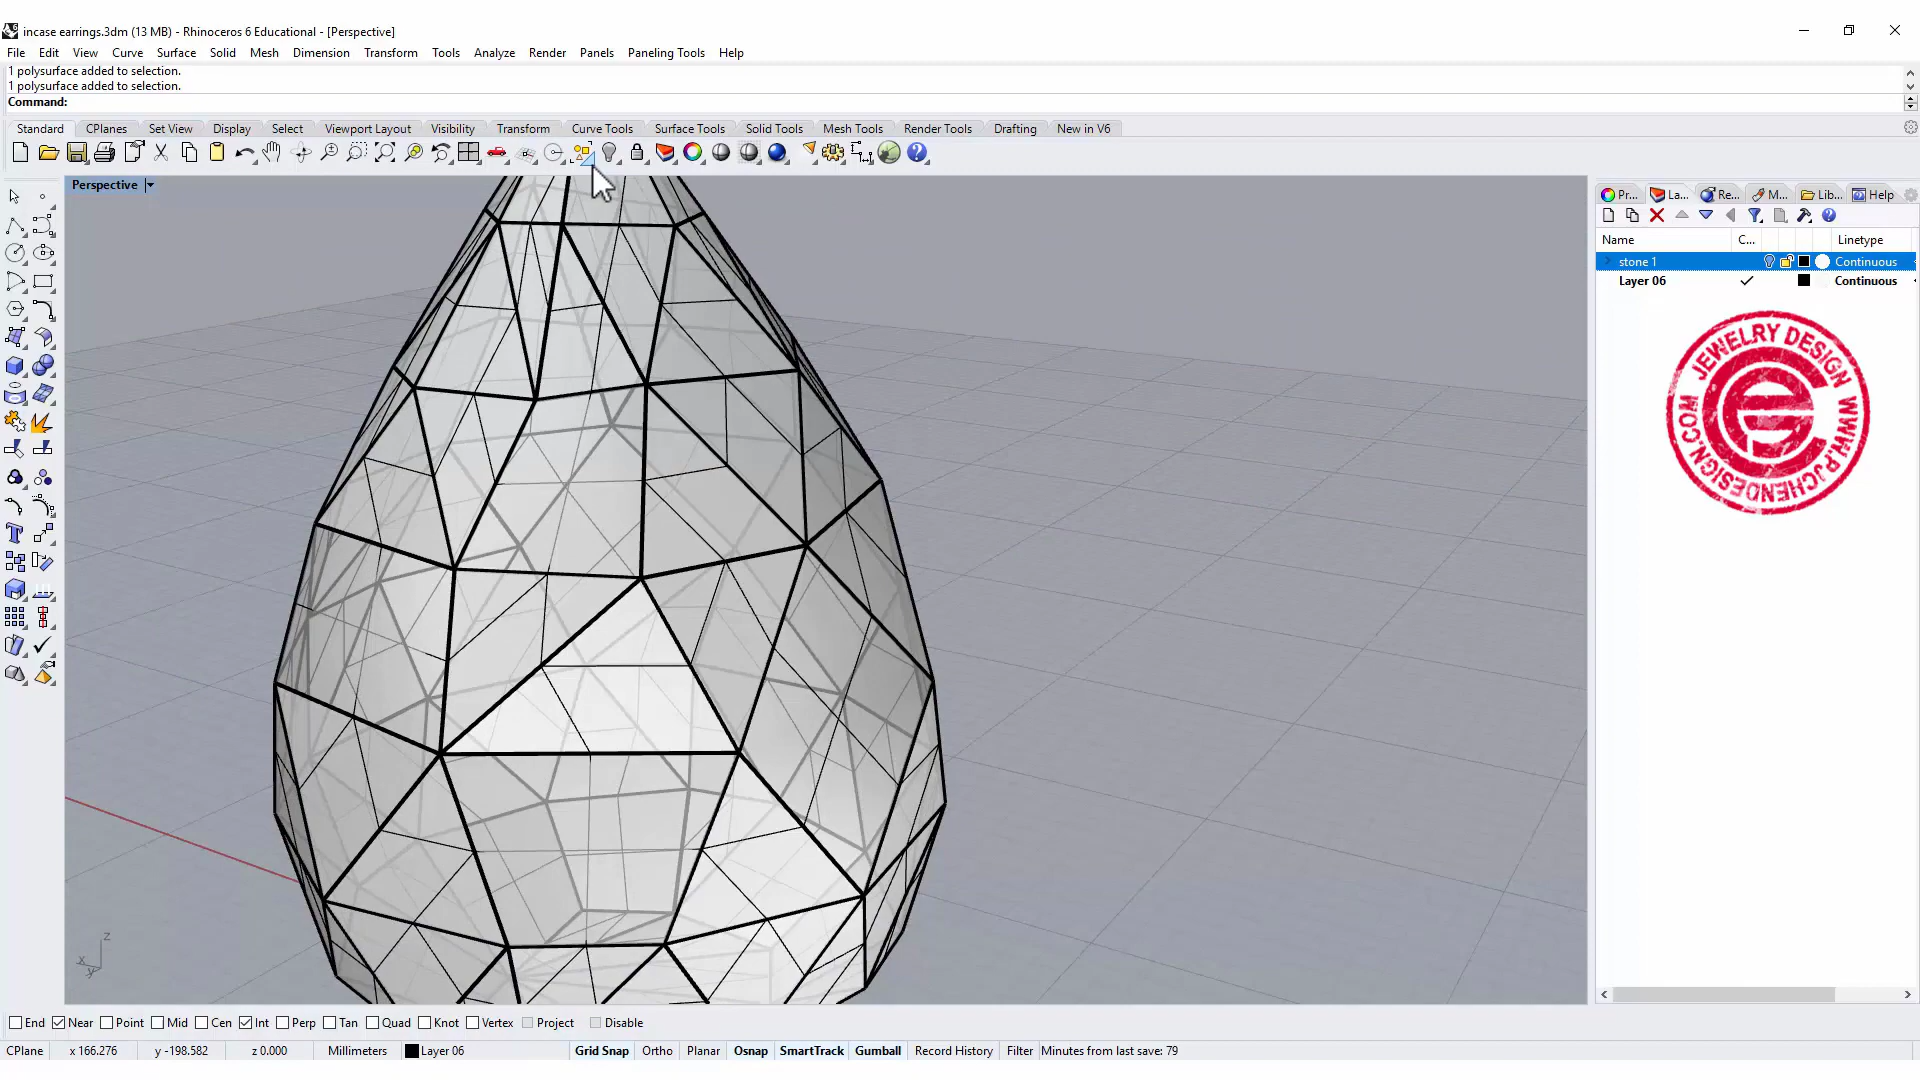 incase earrings.3dm (13 MB) - Rhinoceros 6 Educational - [Perspective]
File Edit View Curve Surface Solid Mesh Dimension Transform Tools Analyze Render Panels Paneling Tools Help
1 polysurface added to selection.
1 polysurface added to selection.
Command:
Standard CPlanes Set View Display Select Viewport Layout Visibility Transform Curve Tools Surface Tools Solid Tools Mesh Tools Render Tools Drafting New in V6
Perspective
Pr... La... Re... M... Lib... Help
Name C... Linetype
stone 1 Continuous
Layer 06 Continuous
JEWELRY DESIGN
WWW.PJCHENDESIGN.COM
z
x
y
End Near Point Mid Cen Int Perp Tan Quad Knot Vertex Project Disable
CPlane x 166.276 y -198.582 z 0.000 Millimeters Layer 06 Grid Snap Ortho Planar Osnap SmartTrack Gumball Record History Filter Minutes from last save: 79